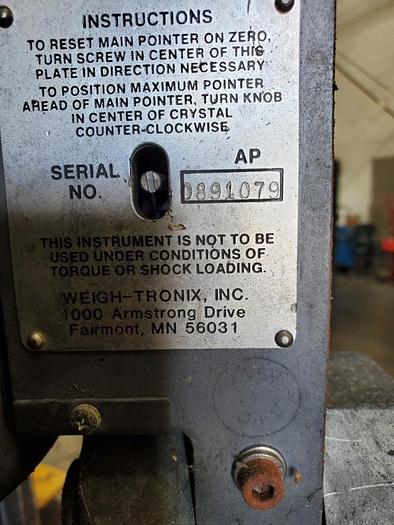 INSTRUCTIONS
TO RESET MAIN POINTER ON ZERO,
TURN SCREW IN CENTER OF THIS
PLATE IN DIRECTION NECESSARY
TO POSITION MAXIMUM POINTER
AHEAD OF MAIN POINTER, TURN KNOB
IN CENTER OF CRYSTAL
COUNTER-CLOCKWISE
AP
SERIAL NO. 0891079
THIS INSTRUMENT IS NOT TO BE
USED UNDER CONDITIONS OF
TORQUE OR SHOCK LOADING.
WEIGH-TRONIX, INC.
1000 Armstrong Drive
Fairmont, MN 56031